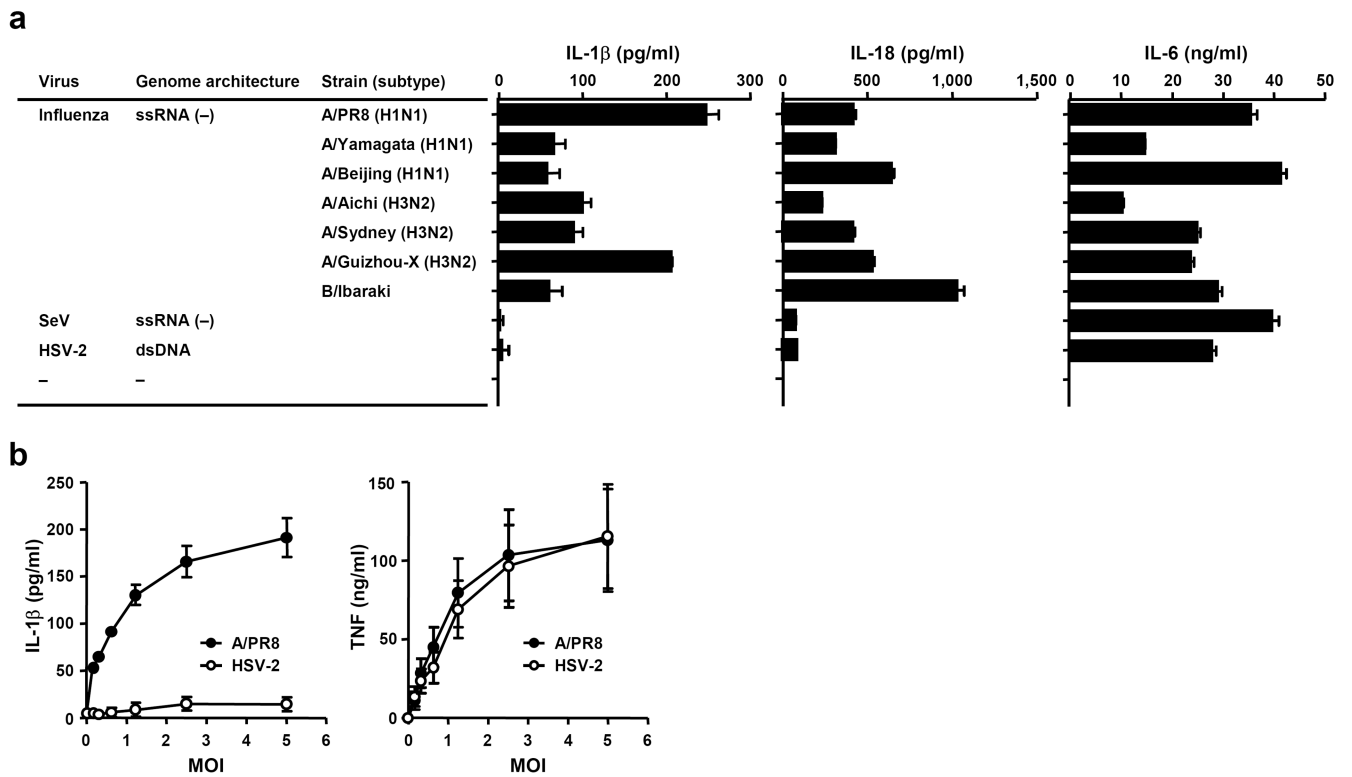 a
IL-1β (pg/ml) IL-18 (pg/ml) IL-6 (ng/ml)
Virus Genome architecture Strain (subtype) 0 100 200 300 0 500 1,000 1,500 0 10 20 30 40 50
Influenza ssRNA (–) A/PR8 (H1N1)
A/Yamagata (H1N1)
A/Beijing (H1N1)
A/Aichi (H3N2)
A/Sydney (H3N2)
A/Guizhou-X (H3N2)
B/Ibaraki
SeV ssRNA (–)
HSV-2 dsDNA
– –
b
IL-1β (pg/ml)
250
200
150
100
50
0
A/PR8
HSV-2
0 1 2 3 4 5 6
MOI
TNF (ng/ml)
150
100
50
0
A/PR8
HSV-2
0 1 2 3 4 5 6
MOI